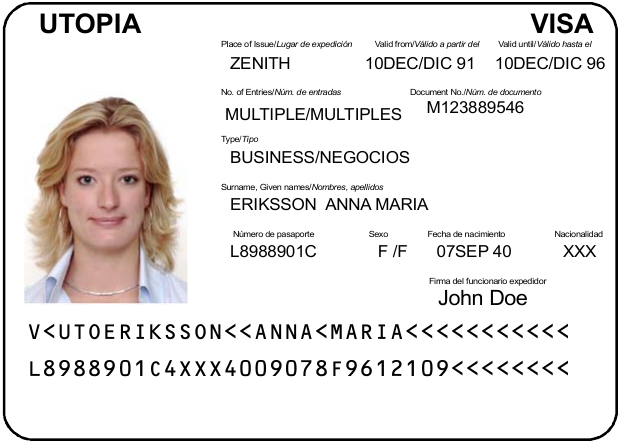 UTOPIA VISA
Place of Issue/Lugar de expedición Valid from/Válido a partir del Valid until/Válido hasta el
ZENITH 10DEC/DIC 91 10DEC/DIC 96
No. of Entries/Núm. de entradas Document No./Núm. de documento
MULTIPLE/MULTIPLES M123889546
Type/Tipo
BUSINESS/NEGOCIOS
Surname, Given names/Nombres, apellidos
ERIKSSON ANNA MARIA
Número de pasaporte Sexo Fecha de nacimiento Nacionalidad
L8988901C F /F 07SEP 40 XXX
Firma del funcionario expedidor
John Doe
V<UTOERIKSSON<<ANNA<MARIA<<<<<<<<<<<
L8988901C4XXX4009078F9612109<<<<<<<<